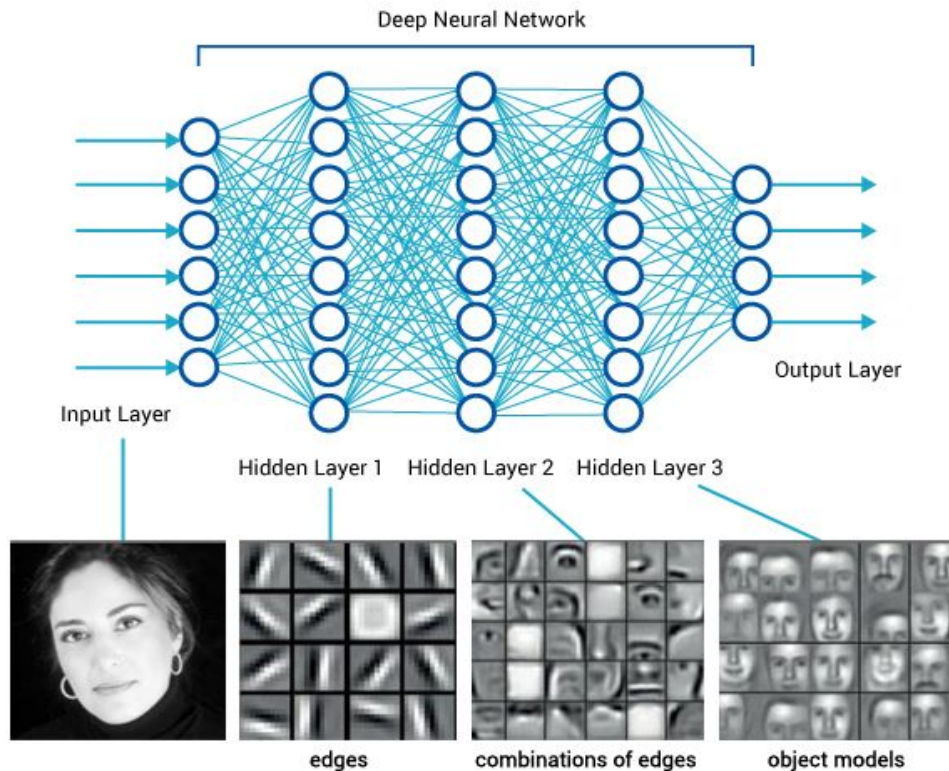 Deep Neural Network
Output Layer
Input Layer
Hidden Layer 1 Hidden Layer 2 Hidden Layer 3
edges combinations of edges object models